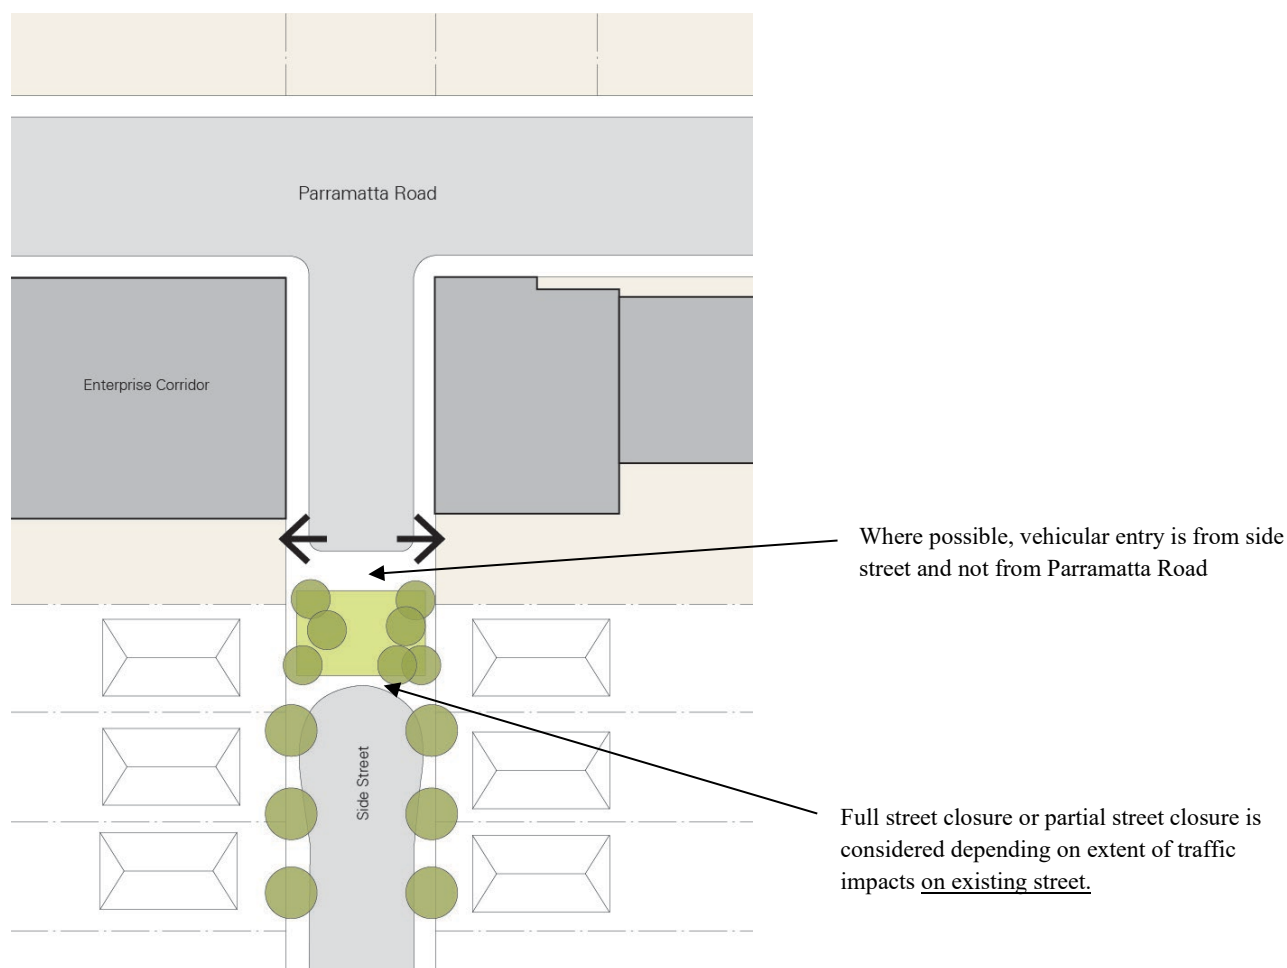 Parramatta Road
Enterprise Corridor
Where possible, vehicular entry is from side
street and not from Parramatta Road
Side Street
Full street closure or partial street closure is
considered depending on extent of traffic
impacts on existing street.